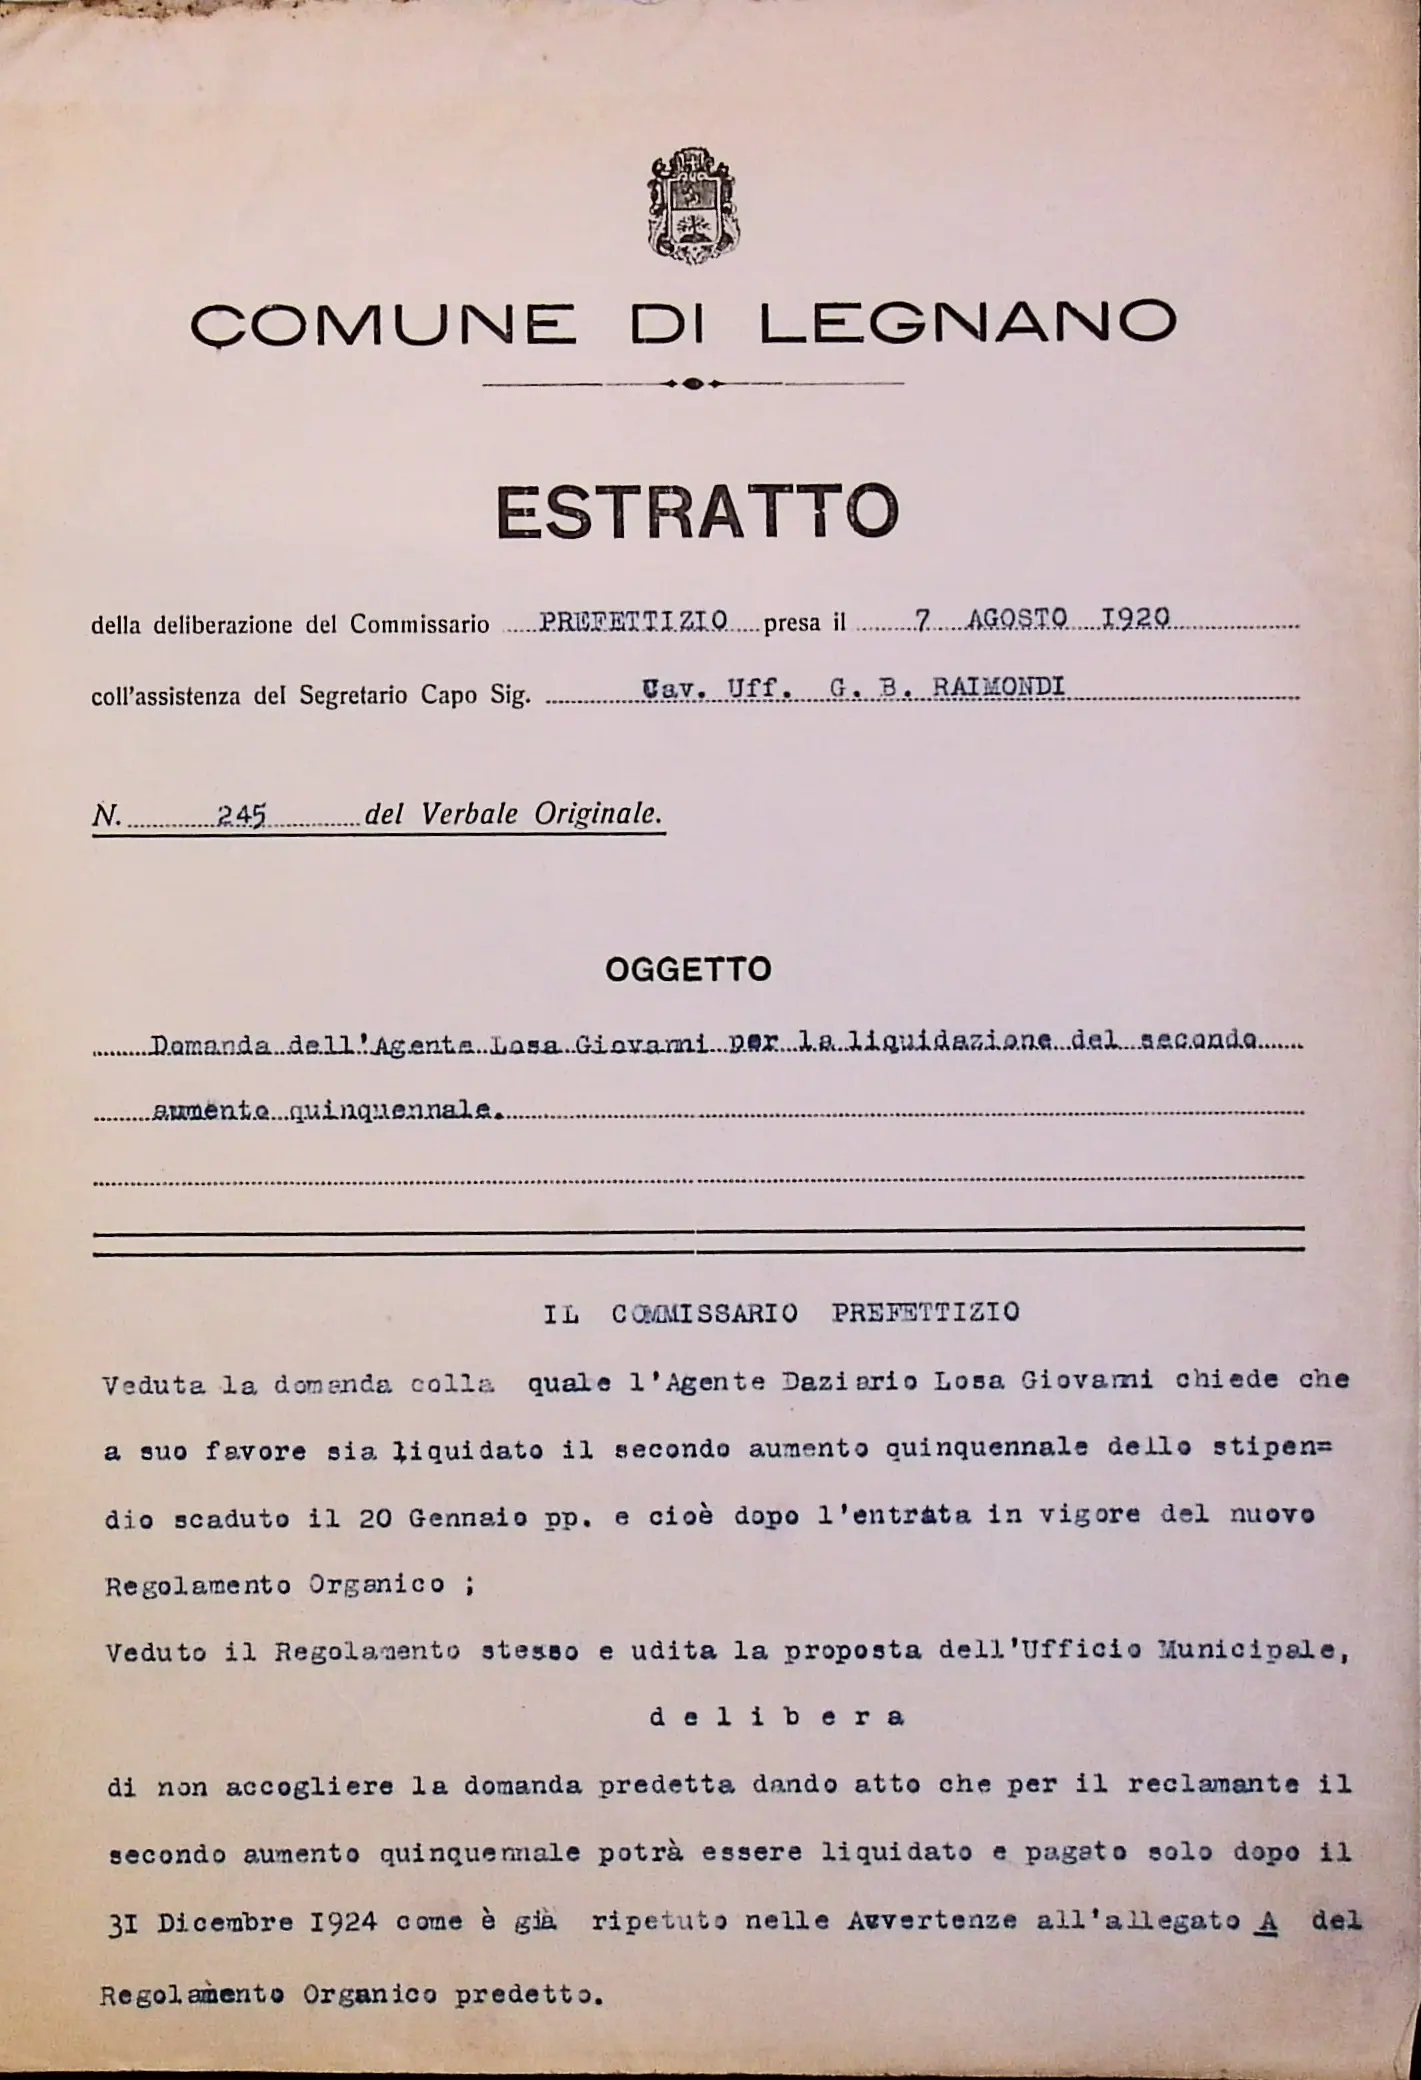 COMUNE DI LEGNANO
ESTRATTO
della deliberazione del Commissario PREFETTIZIO presa il 7 AGOSTO 1920
coll'assistenza del Segretario Capo Sig. Cav. Uff. G. B. RAIMONDI
N. 245 del Verbale Originale.
OGGETTO
Domanda dell'Agente Losa Giovanni per la liquidazione del secondo
aumento quinquennale.
IL COMMISSARIO PREFETTIZIO
Veduta la domanda colla quale l'Agente Daziario Losa Giovanni chiede che
a suo favore sia liquidato il secondo aumento quinquennale dello stipen=
dio scaduto il 20 Gennaio pp. e cioè dopo l'entrata in vigore del nuovo
Regolamento Organico ;
Veduto il Regolamento stesso e udita la proposta dell'Ufficio Municipale,
d e l i b e r a
di non accogliere la domanda predetta dando atto che per il reclamante il
secondo aumento quinquennale potrà essere liquidato e pagato solo dopo il
31 Dicembre 1924 come è già ripetuto nelle Avvertenze all'allegato A del
Regolamento Organico predetto.